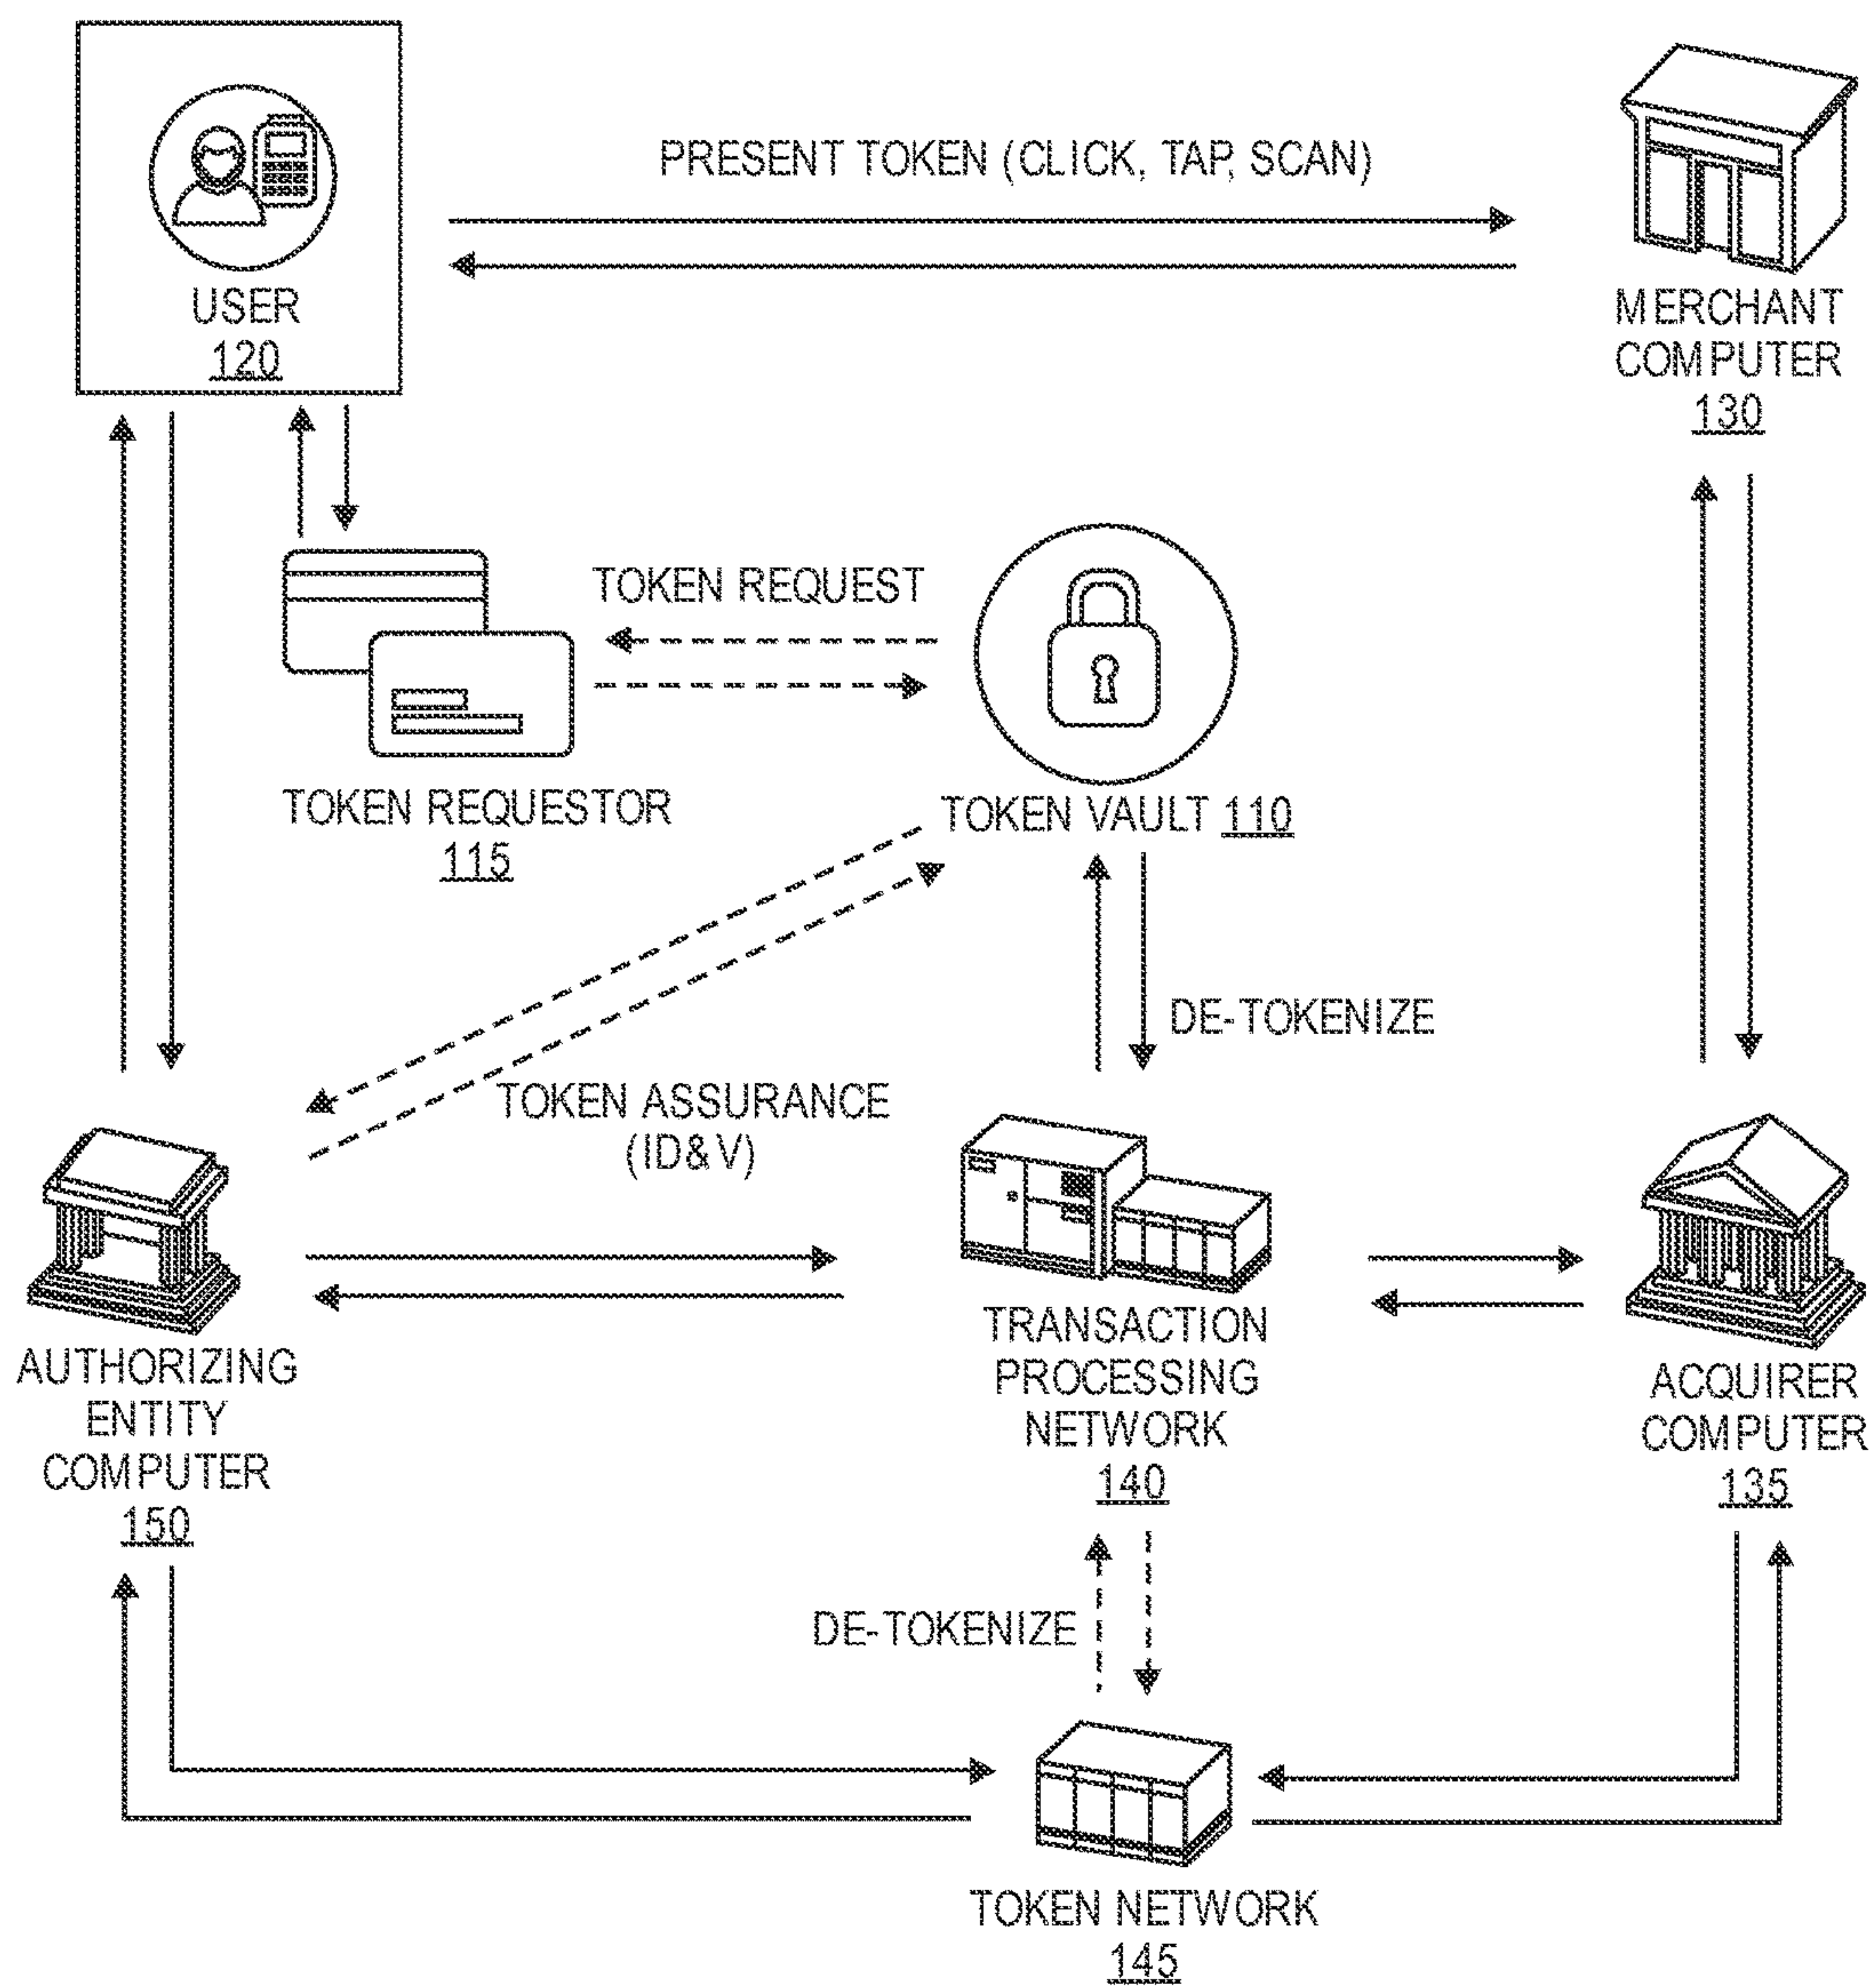 PRESENT TOKEN (CLICK, TAP, SCAN)
USER
120
MERCHANT
COMPUTER
130
TOKEN REQUEST
TOKEN REQUESTOR
115
TOKEN VAULT 110
DE-TOKENIZE
TOKEN ASSURANCE
(ID&V)
AUTHORIZING
ENTITY
COMPUTER
150
TRANSACTION
PROCESSING
NETWORK
140
ACQUIRER
COMPUTER
135
DE-TOKENIZE
TOKEN NETWORK
145